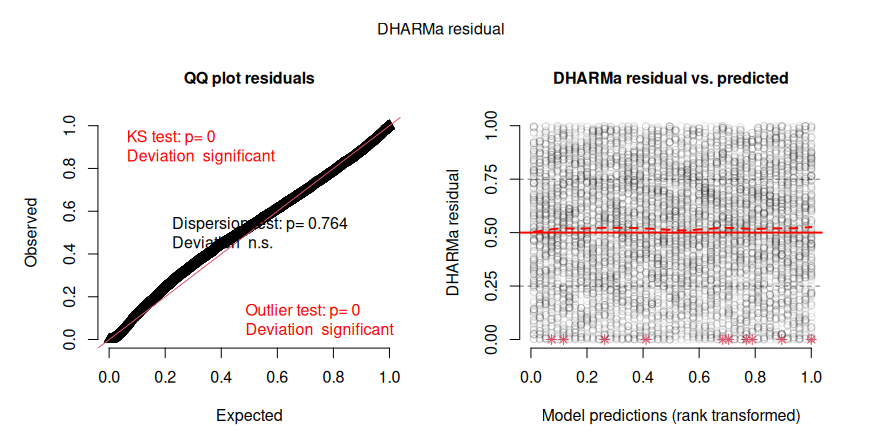 DHARMa residual
QQ plot residuals
KS test: p= 0
Deviation significant
Dispersion test: p= 0.764
Deviation n.s.
Outlier test: p= 0
Deviation significant
Observed
0.0 0.2 0.4 0.6 0.8 1.0
0.0 0.2 0.4 0.6 0.8 1.0
Expected
DHARMa residual vs. predicted
DHARMa residual
0.00 0.25 0.50 0.75 1.00
0.0 0.2 0.4 0.6 0.8 1.0
Model predictions (rank transformed)